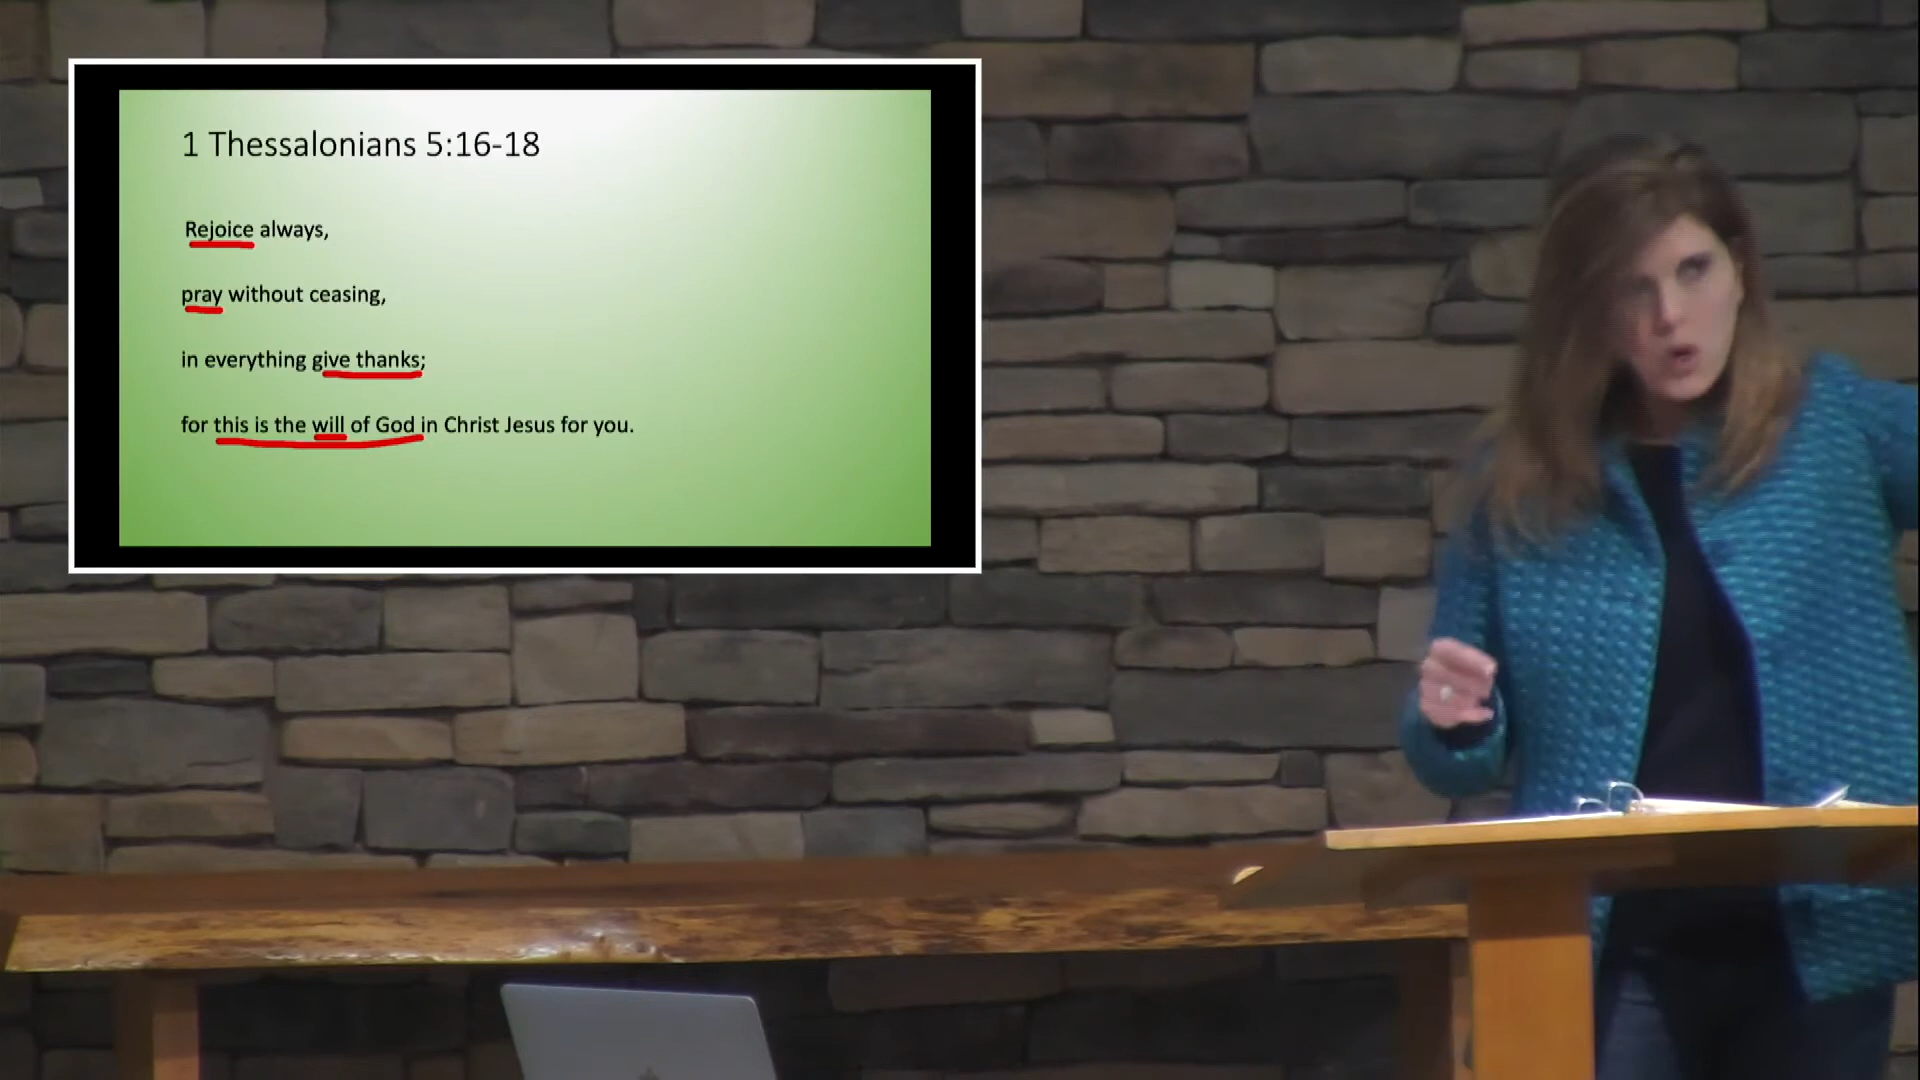 1 Thessalonians 5:16-18
Rejoice always,
pray without ceasing,
in everything give thanks;
for this is the will of God in Christ Jesus for you.